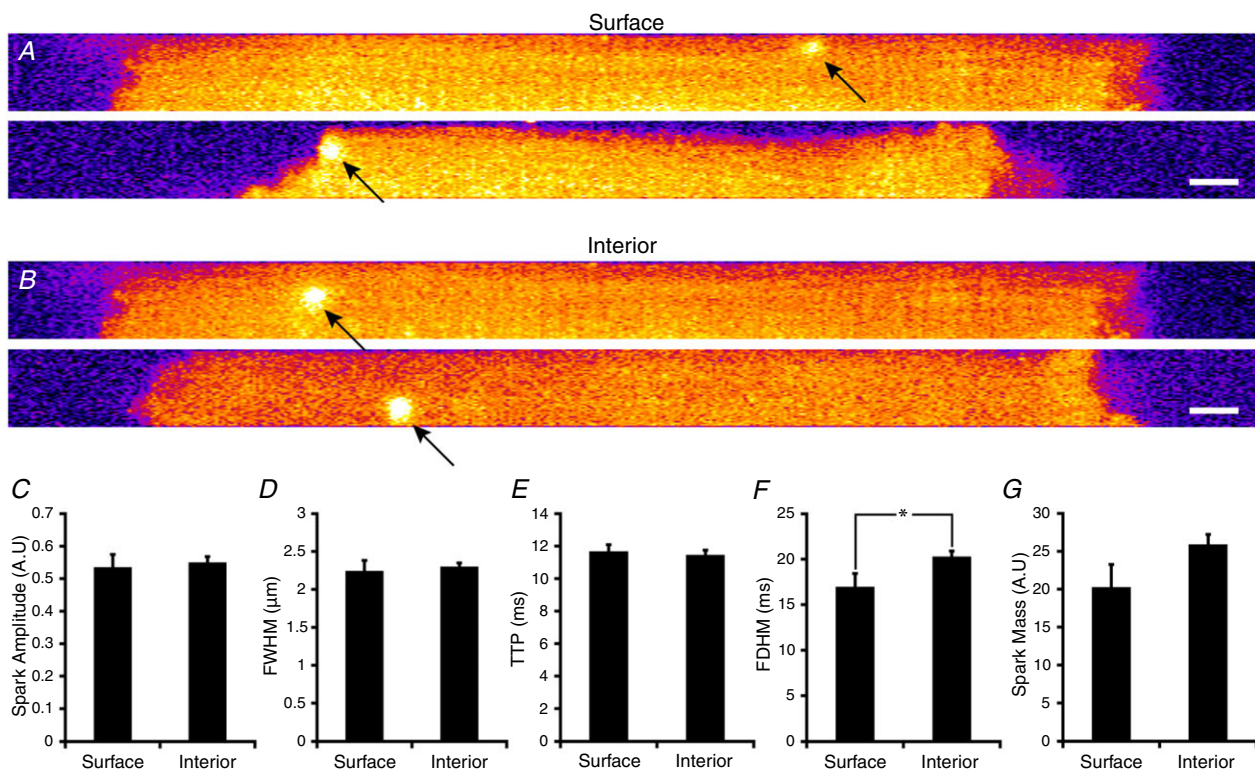 Surface
A
Interior
B
C
D
E
F
G
Spark Amplitude (A.U)
0.7
0.6
0.5
0.4
0.3
0.2
0.1
0
Surface Interior
FWHM (µm)
3
2.5
2
1.5
1
0.5
0
Surface Interior
TTP (ms)
14
12
10
8
6
4
2
0
Surface Interior
FDHM (ms)
25
20
15
10
5
0
*
Surface Interior
Spark Mass (A.U)
30
25
20
15
10
5
0
Surface Interior